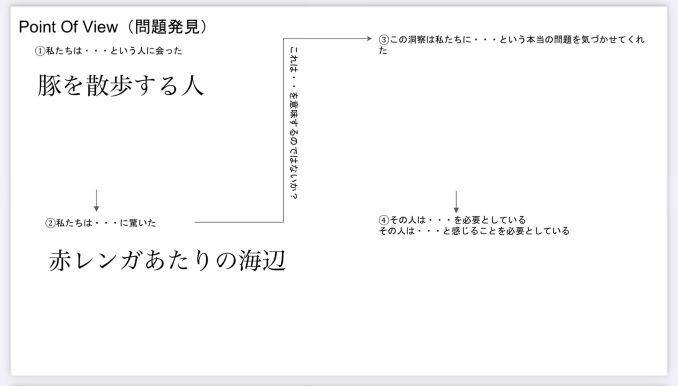 Point Of View（問題発見）
①私たちは・・・という人に会った
豚を散歩する人
②私たちは・・・に驚いた
赤レンガあたりの海辺
これは・・を意味するのではないか？
③この洞察は私たちに・・・という本当の問題を気づかせてくれ
た
④その人は・・・を必要としている
その人は・・・と感じることを必要としている